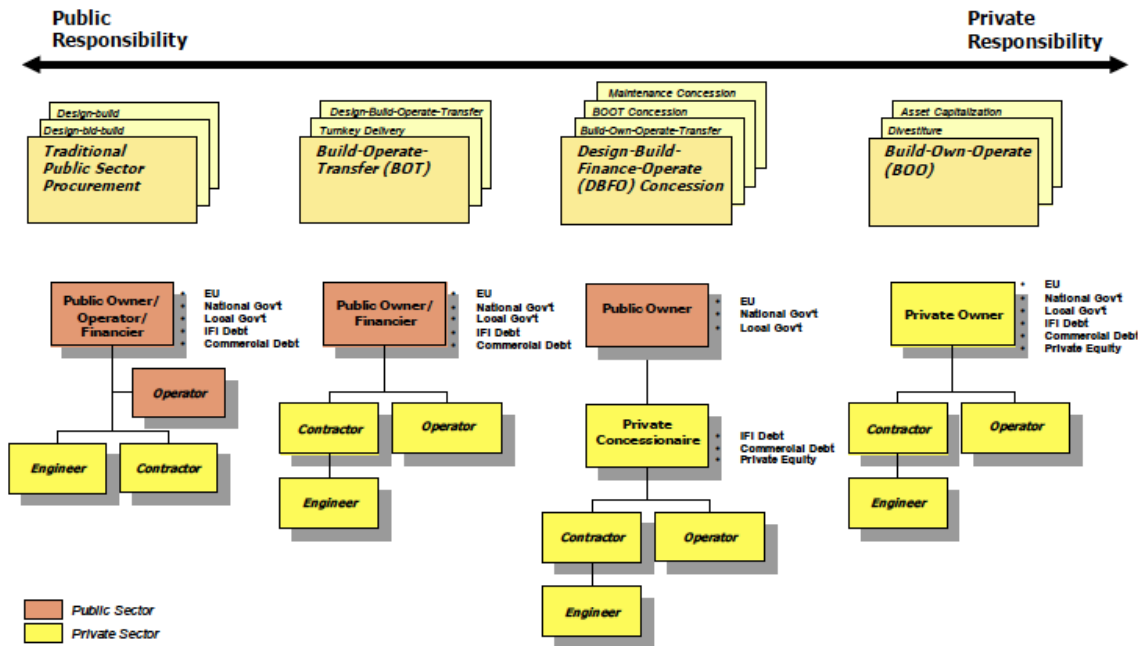 Public
Responsibility
Private
Responsibility
Design-build
Design-bid-build
Traditional
Public Sector
Procurement
Design-Build-Operate-Transfer
Turnkey Delivery
Build-Operate-
Transfer (BOT)
Maintenance Concession
BOOT Concession
Build-Own-Operate-Transfer
Design-Build-
Finance-Operate
(DBFO) Concession
Asset Capitalization
Divestiture
Build-Own-Operate
(BOO)
Public Owner/
Operator/
Financier
* EU
* National Gov't
* Local Gov't
* IFI Debt
* Commercial Debt
Operator
Engineer
Contractor
Public Owner/
Financier
* EU
* National Gov't
* Local Gov't
* IFI Debt
* Commercial Debt
Contractor
Operator
Engineer
Public Owner
* EU
* National Gov't
* Local Gov't
Private
Concessionaire
* IFI Debt
* Commercial Debt
* Private Equity
Contractor
Operator
Engineer
Private Owner
* EU
* National Gov't
* Local Gov't
* IFI Debt
* Commercial Debt
* Private Equity
Contractor
Operator
Engineer
Public Sector
Private Sector